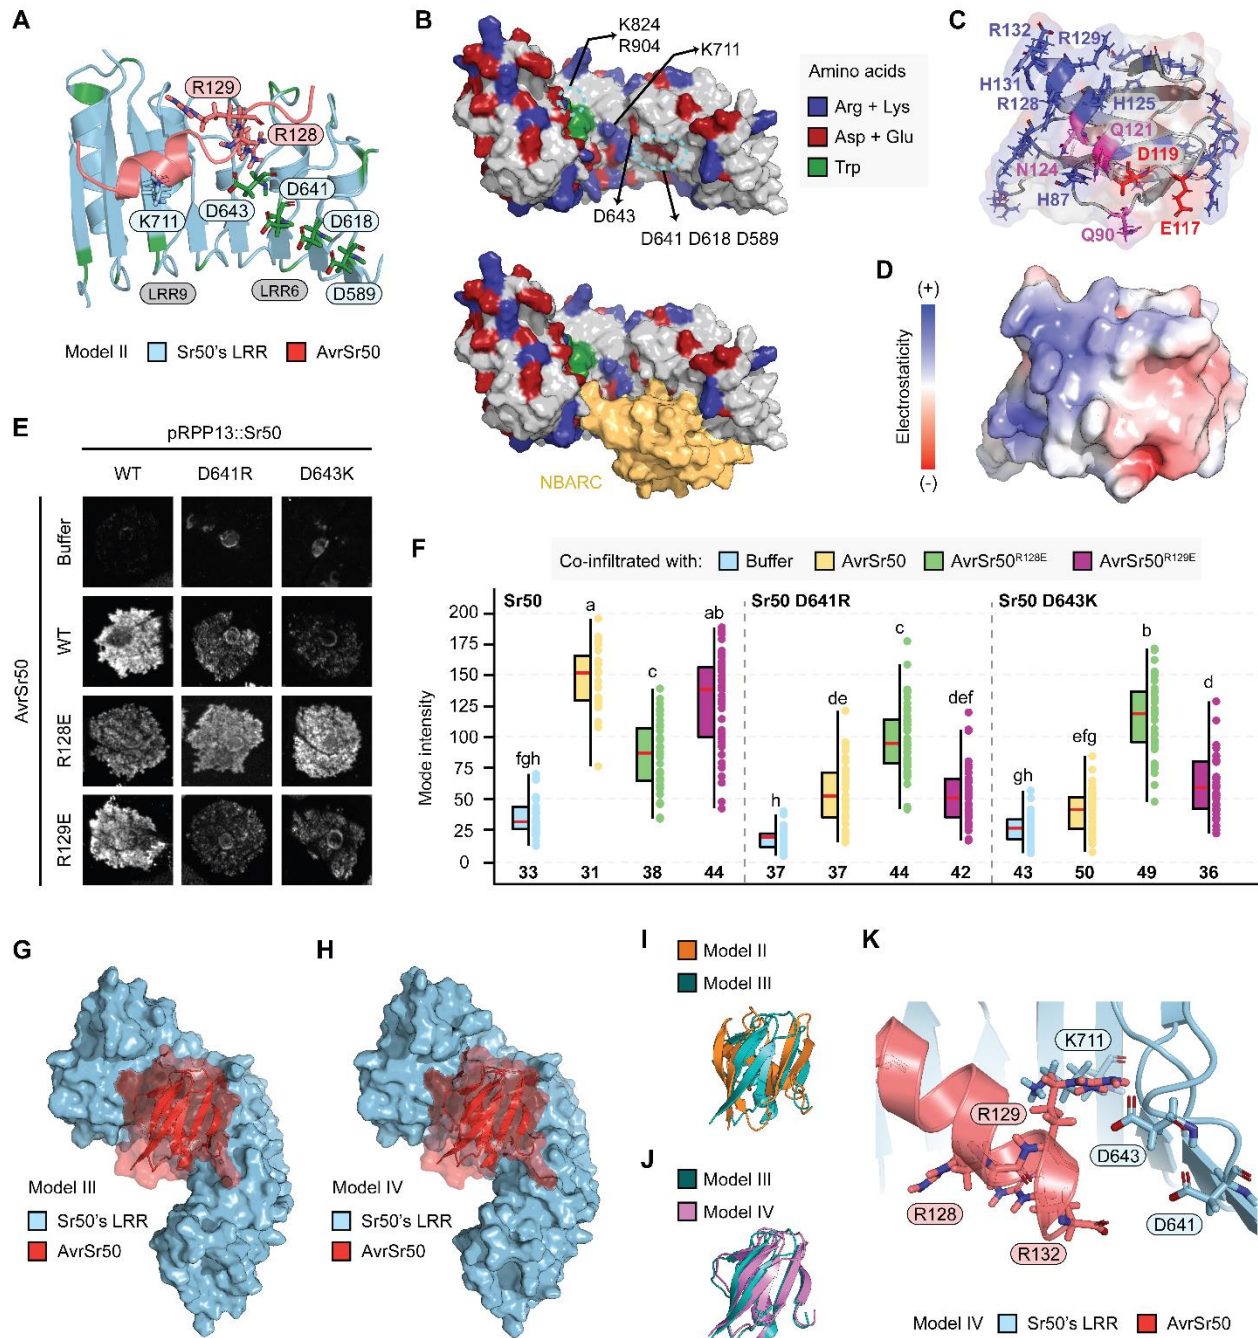 A
R129
R128
D641
D643
D618
K711
D589
LRR9
LRR6
Model II
Sr50's LRR
AvrSr50
B
K824
R904
K711
D643
D641 D618 D589
Amino acids
Arg + Lys
Asp + Glu
Trp
NBARC
C
R132
R129
H131
R128
H125
Q121
D119
N124
H87
Q90
E117
D
(+)
Electrostaticity
(-)
E
pRPP13::Sr50
WT
D641R
D643K
AvrSr50
Buffer
WT
R128E
R129E
F
Co-infiltrated with:
Buffer
AvrSr50
AvrSr50R128E
AvrSr50R129E
Mode intensity
200
175
150
125
100
75
50
25
0
Sr50
Sr50 D641R
Sr50 D643K
fgh
a
c
ab
h
de
c
def
gh
efg
b
d
33 31 38 44 37 37 44 42 43 50 49 36
G
Model III
Sr50's LRR
AvrSr50
H
Model IV
Sr50's LRR
AvrSr50
I
Model II
Model III
J
Model III
Model IV
K
K711
R129
D643
R128
D641
R132
Model IV
Sr50's LRR
AvrSr50